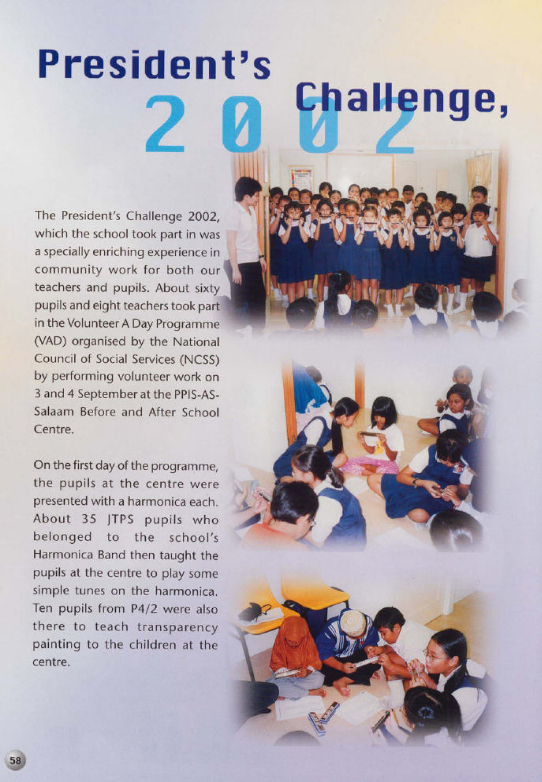 President's
Challenge,
2002
The President's Challenge 2002,
which the school took part in was
a specially enriching experience in
community work for both our
teachers and pupils. About sixty
pupils and eight teachers took part
in the Volunteer A Day Programme
(VAD) organised by the National
Council of Social Services (NCSS)
by performing volunteer work on
3 and 4 September at the PPIS-AS-
Salaam Before and After School
Centre.
On the first day of the programme,
the pupils at the centre were
presented with a harmonica each.
About 35 JTPS pupils who
belonged to the school's
Harmonica Band then taught the
pupils at the centre to play some
simple tunes on the harmonica.
Ten pupils from P4/2 were also
there to teach transparency
painting to the children at the
centre.
58